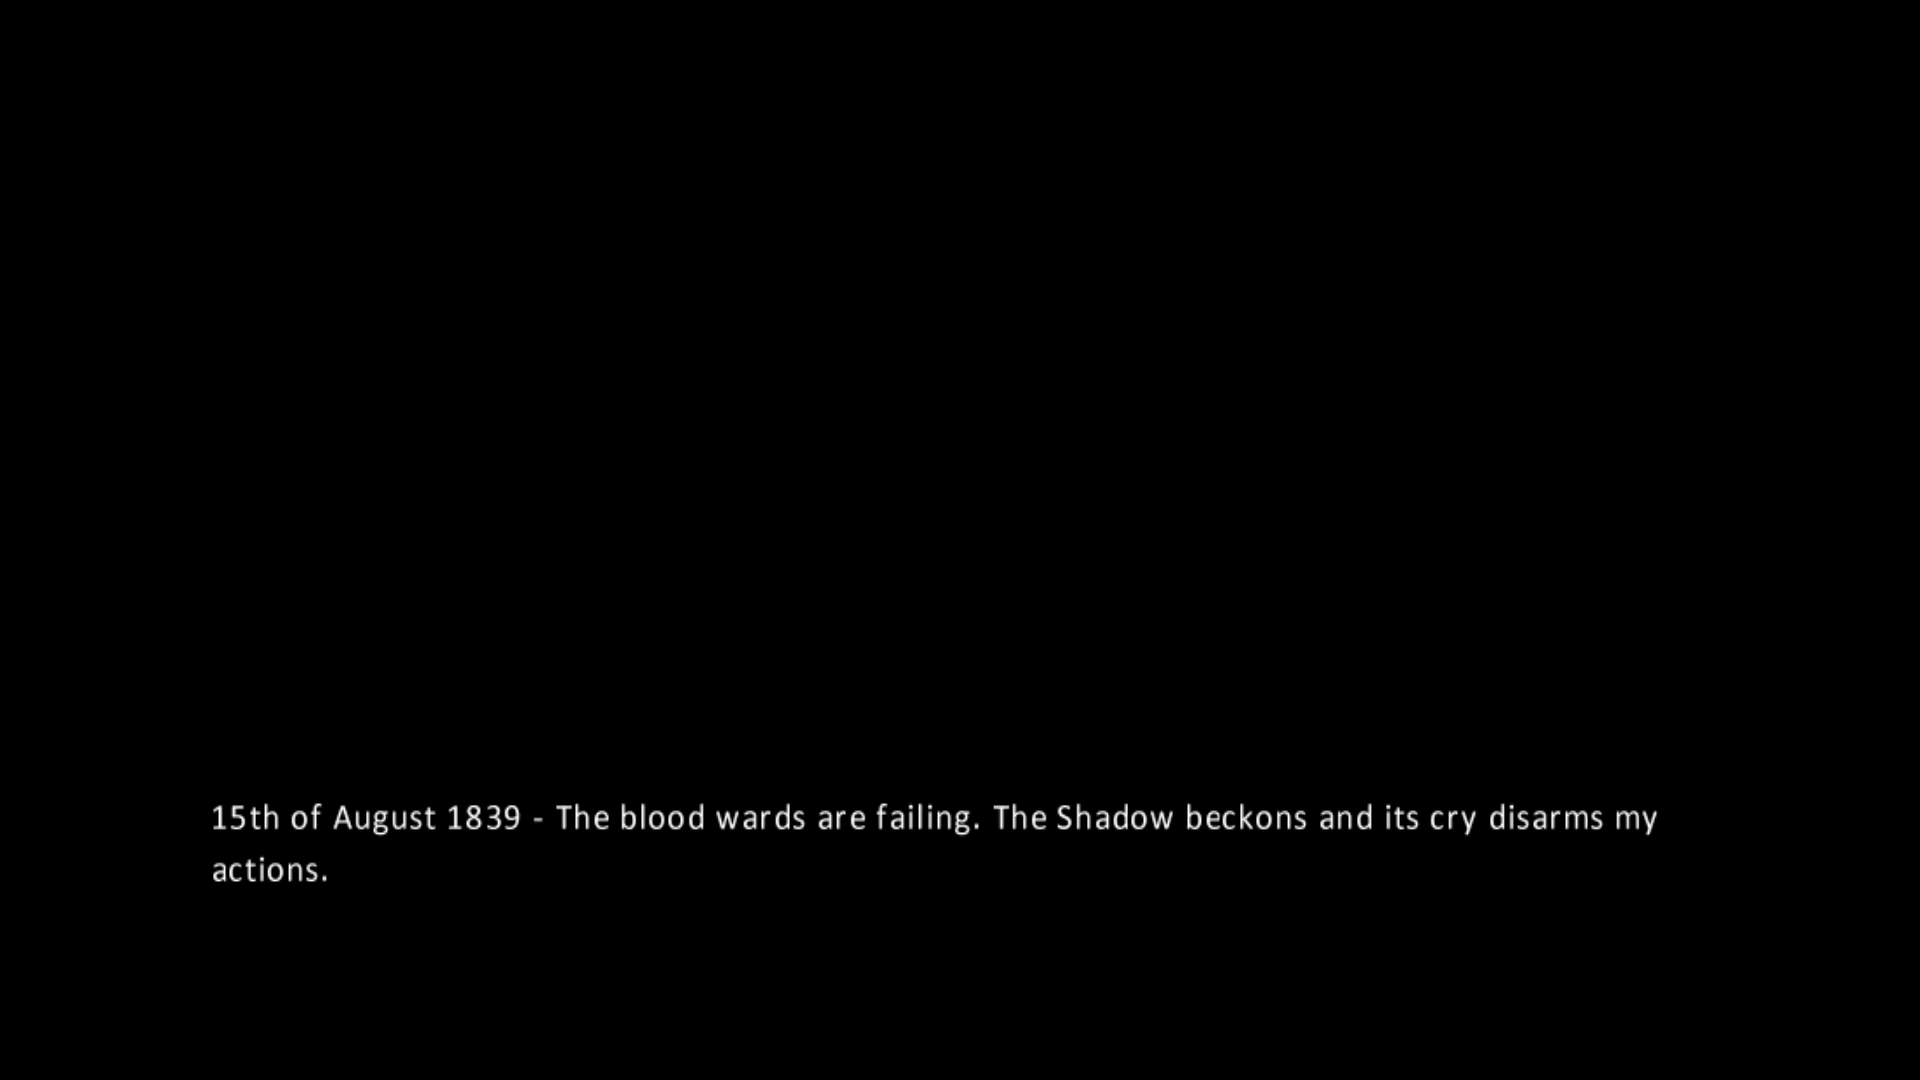 15th of August 1839 - The blood wards are failing. The Shadow beckons and its cry disarms my
actions.